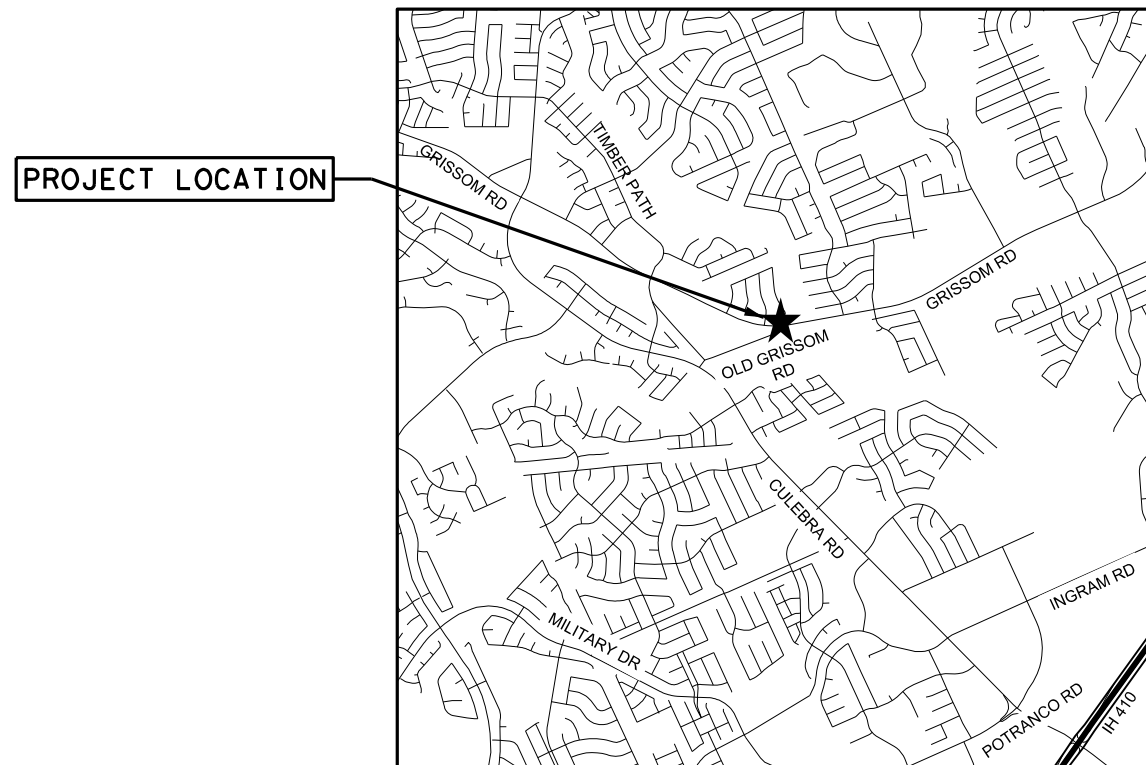 PROJECT LOCATION
TIMBER PATH
GRISSOM RD
GRISSOM RD
OLD GRISSOM
RD
CULEBRA RD
INGRAM RD
MILITARY DR
POTRANCO RD
IH 410